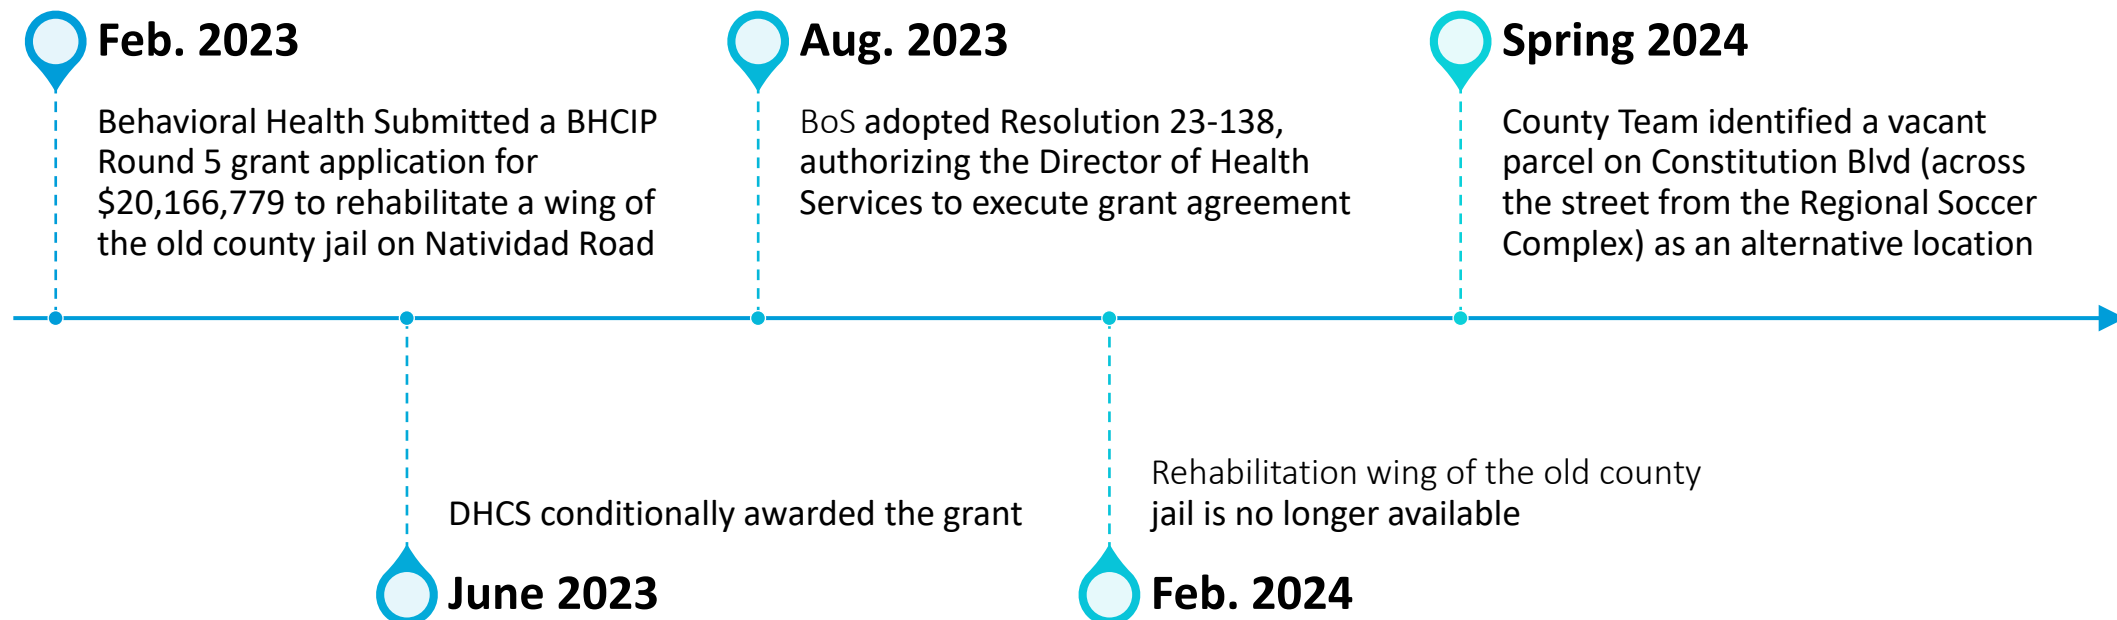 Feb. 2023
Behavioral Health Submitted a BHCIP
Round 5 grant application for
$20,166,779 to rehabilitate a wing of
the old county jail on Natividad Road
DHCS conditionally awarded the grant
June 2023
Aug. 2023
BoS adopted Resolution 23-138,
authorizing the Director of Health
Services to execute grant agreement
Rehabilitation wing of the old county
jail is no longer available
Feb. 2024
Spring 2024
County Team identified a vacant
parcel on Constitution Blvd (across
the street from the Regional Soccer
Complex) as an alternative location